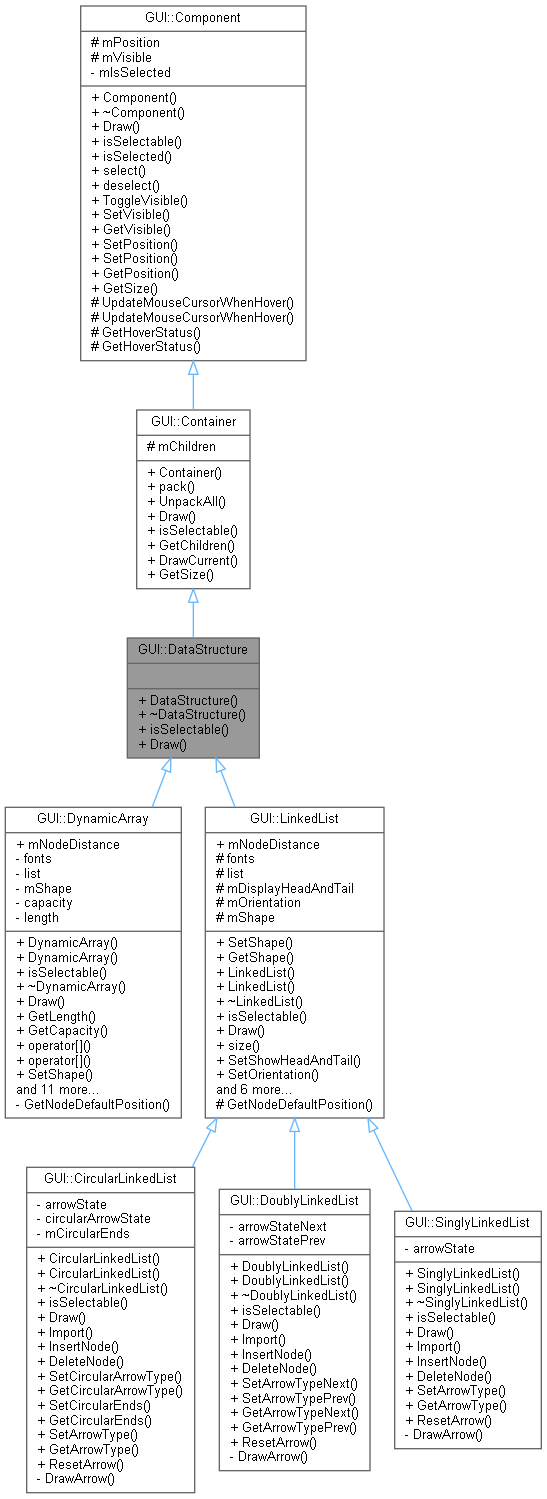 GUI::Component
# mPosition
# mVisible
- mIsSelected
+ Component()
+ ~Component()
+ Draw()
+ isSelectable()
+ isSelected()
+ select()
+ deselect()
+ ToggleVisible()
+ SetVisible()
+ GetVisible()
+ SetPosition()
+ SetPosition()
+ GetPosition()
+ GetSize()
# UpdateMouseCursorWhenHover()
# UpdateMouseCursorWhenHover()
# GetHoverStatus()
# GetHoverStatus()
GUI::Container
# mChildren
+ Container()
+ pack()
+ UnpackAll()
+ Draw()
+ isSelectable()
+ GetChildren()
+ DrawCurrent()
+ GetSize()
GUI::DataStructure
+ DataStructure()
+ ~DataStructure()
+ isSelectable()
+ Draw()
GUI::DynamicArray
+ mNodeDistance
- fonts
- list
- mShape
- capacity
- length
+ DynamicArray()
+ DynamicArray()
+ isSelectable()
+ ~DynamicArray()
+ Draw()
+ GetLength()
+ GetCapacity()
+ operator[]()
+ operator[]()
+ SetShape()
and 11 more...
- GetNodeDefaultPosition()
GUI::LinkedList
+ mNodeDistance
# fonts
# list
# mDisplayHeadAndTail
# mOrientation
# mShape
+ SetShape()
+ GetShape()
+ LinkedList()
+ LinkedList()
+ ~LinkedList()
+ isSelectable()
+ Draw()
+ size()
+ SetShowHeadAndTail()
+ SetOrientation()
and 6 more...
# GetNodeDefaultPosition()
GUI::CircularLinkedList
- arrowState
- circularArrowState
- mCircularEnds
+ CircularLinkedList()
+ CircularLinkedList()
+ ~CircularLinkedList()
+ isSelectable()
+ Draw()
+ Import()
+ InsertNode()
+ DeleteNode()
+ SetCircularArrowType()
+ GetCircularArrowType()
+ SetCircularEnds()
+ GetCircularEnds()
+ SetArrowType()
+ GetArrowType()
+ ResetArrow()
- DrawArrow()
GUI::DoublyLinkedList
- arrowStateNext
- arrowStatePrev
+ DoublyLinkedList()
+ DoublyLinkedList()
+ ~DoublyLinkedList()
+ isSelectable()
+ Draw()
+ Import()
+ InsertNode()
+ DeleteNode()
+ SetArrowTypeNext()
+ SetArrowTypePrev()
+ GetArrowTypeNext()
+ GetArrowTypePrev()
+ ResetArrow()
- DrawArrow()
GUI::SinglyLinkedList
- arrowState
+ SinglyLinkedList()
+ SinglyLinkedList()
+ ~SinglyLinkedList()
+ isSelectable()
+ Draw()
+ Import()
+ InsertNode()
+ DeleteNode()
+ SetArrowType()
+ GetArrowType()
+ ResetArrow()
- DrawArrow()